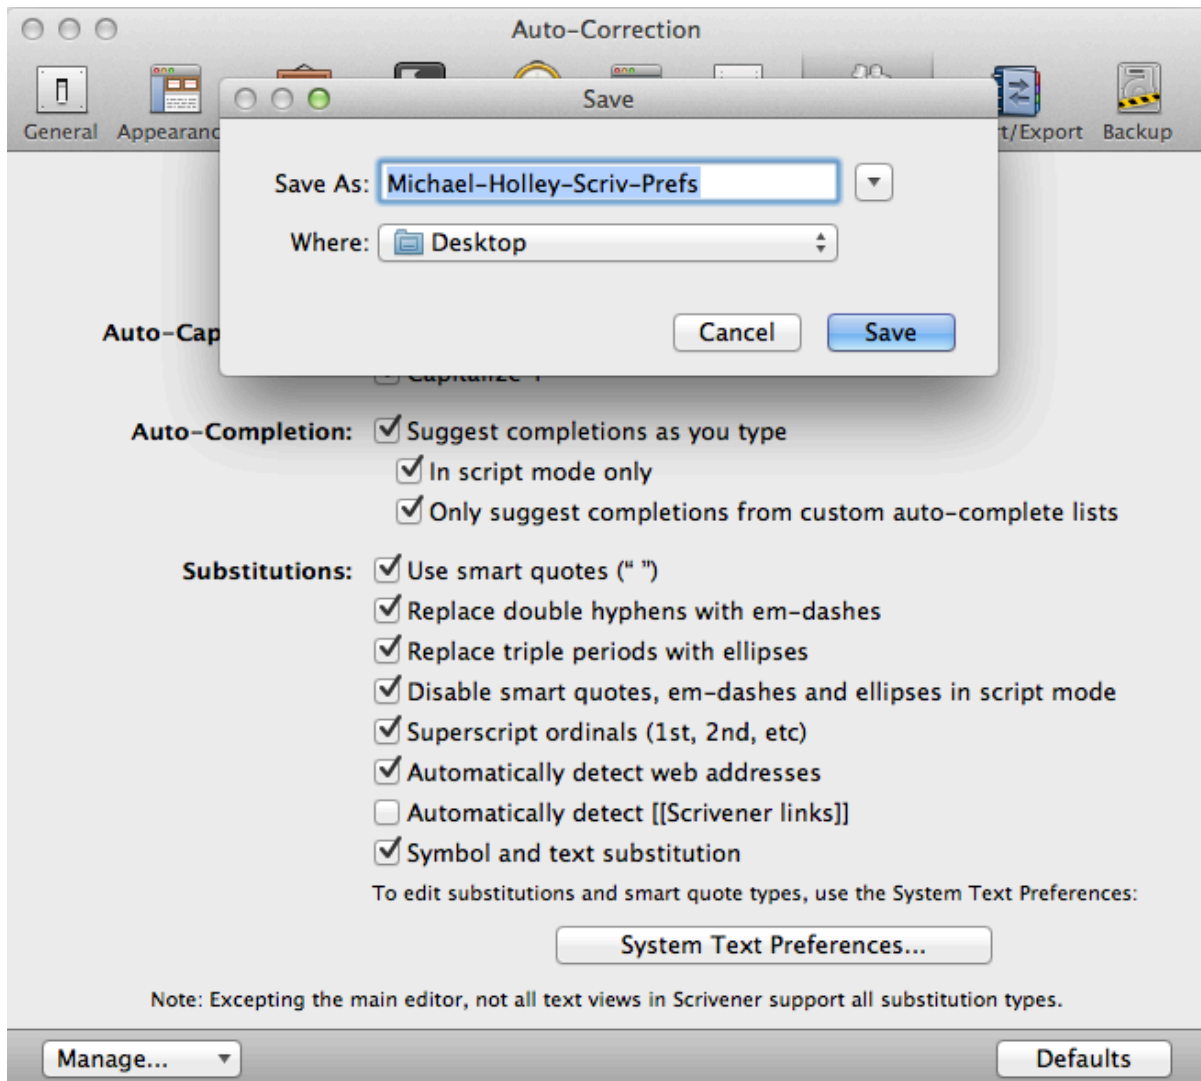 Auto-Correction
General Appearanc t/Export Backup
Save
Save As: Michael-Holley-Scriv-Prefs
Where: Desktop
Cancel Save
Auto-Cap
Auto-Completion: Suggest completions as you type
In script mode only
Only suggest completions from custom auto-complete lists
Substitutions: Use smart quotes (“ ”)
Replace double hyphens with em-dashes
Replace triple periods with ellipses
Disable smart quotes, em-dashes and ellipses in script mode
Superscript ordinals (1st, 2nd, etc)
Automatically detect web addresses
Automatically detect [[Scrivener links]]
Symbol and text substitution
To edit substitutions and smart quote types, use the System Text Preferences:
System Text Preferences...
Note: Excepting the main editor, not all text views in Scrivener support all substitution types.
Manage... Defaults